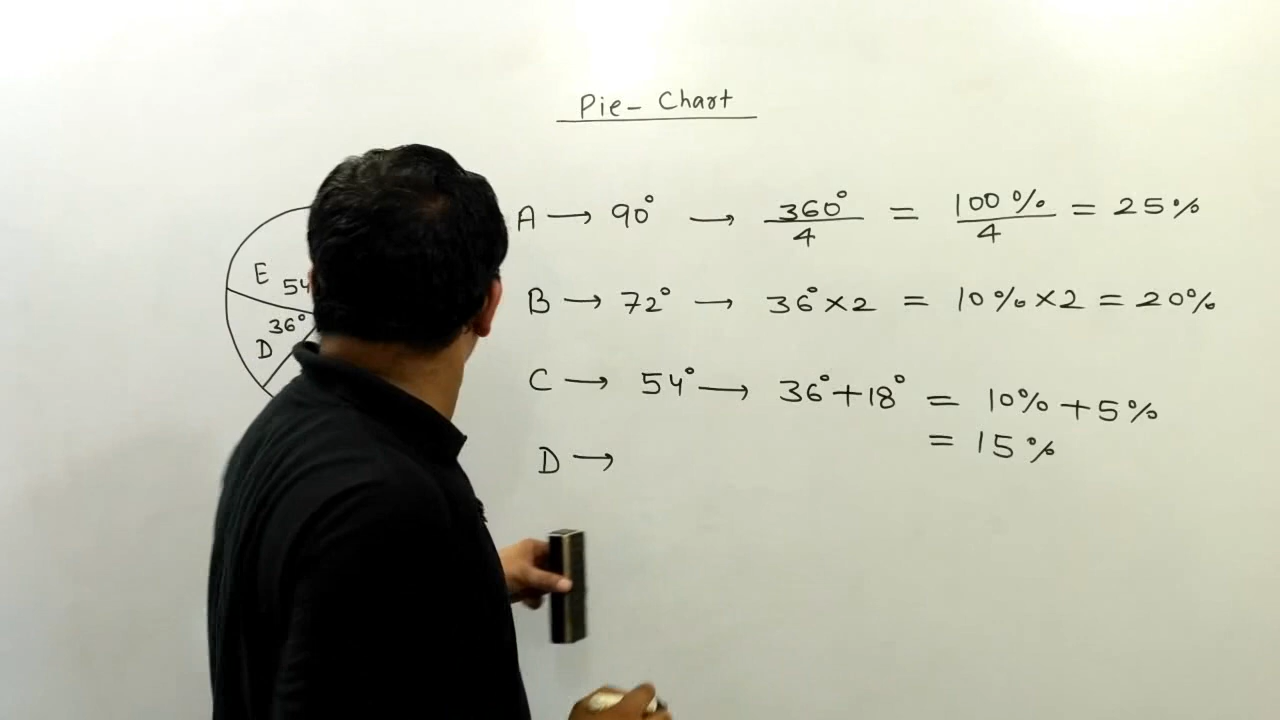 Pie- Chart
A → 90° → 360°/4 = 100%/4 = 25%
B → 72° → 36°×2 = 10%×2 = 20%
C → 54° → 36°+18° = 10%+5%
= 15%
D →
E 54
36°
D